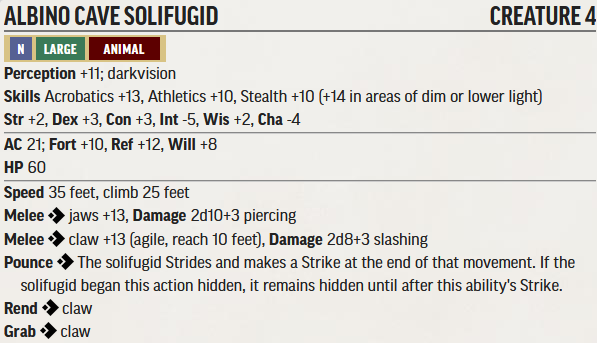 ALBINO CAVE SOLIFUGID CREATURE 4
N LARGE ANIMAL
Perception +11; darkvision
Skills Acrobatics +13, Athletics +10, Stealth +10 (+14 in areas of dim or lower light)
Str +2, Dex +3, Con +3, Int -5, Wis +2, Cha -4
AC 21; Fort +10, Ref +12, Will +8
HP 60
Speed 35 feet, climb 25 feet
Melee jaws +13, Damage 2d10+3 piercing
Melee claw +13 (agile, reach 10 feet), Damage 2d8+3 slashing
Pounce The solifugid Strides and makes a Strike at the end of that movement. If the
solifugid began this action hidden, it remains hidden until after this ability's Strike.
Rend claw
Grab claw